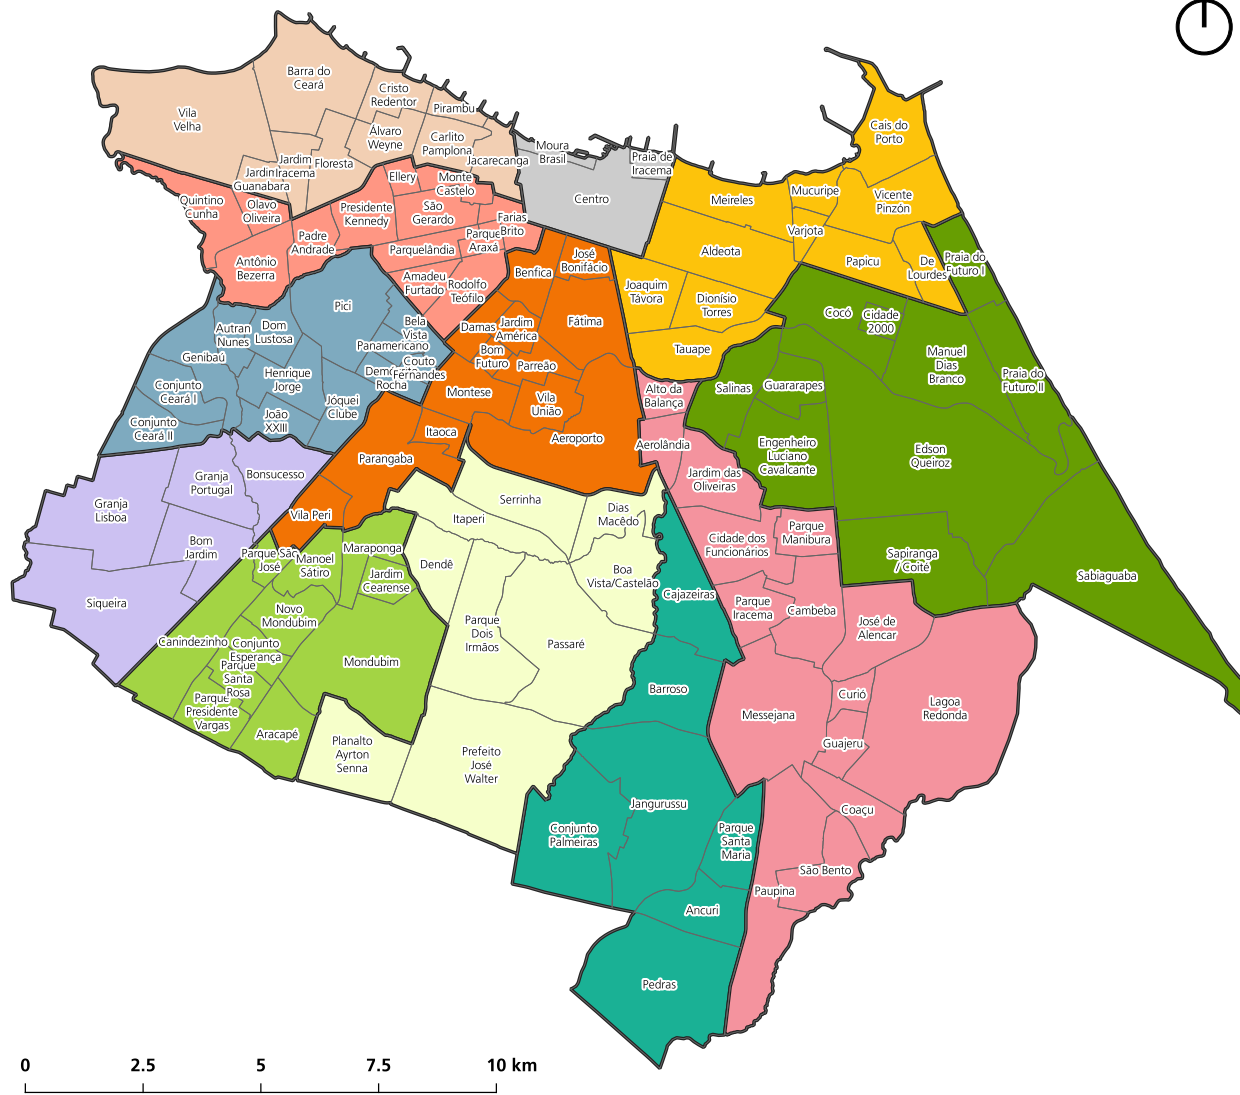 Barra do
Ceará
Cristo
Redentor
Pirambu
Vila
Velha
Álvaro
Weyne
Carlito
Pamplona
Jacarecanga
Floresta
Jardim
Iracema
Jardim
Guanabara
Moura
Brasil
Praia de
Iracema
Centro
Cais do
Porto
Meireles
Mucuripe
Vicente
Pinzón
Varjota
Aldeota
Papicu
De
Lourdes
Praia do
Futuro I
Joaquim
Távora
Dionísio
Torres
Tauape
Quintino
Cunha
Olavo
Oliveira
Antônio
Bezerra
Padre
Andrade
Presidente
Kennedy
Ellery
Monte
Castelo
São
Gerardo
Farias
Brito
Parque
Araxá
Parquelândia
Amadeu
Furtado
Rodolfo
Teófilo
Benfica
José
Bonifácio
Fátima
Damas
Jardim
América
Bom
Futuro
Parreão
Montese
Vila
União
Aeroporto
Itaoca
Parangaba
Vila Peri
Pici
Bela
Vista
Panamericano
Couto
Fernandes
Rocha
Autran
Nunes
Dom
Lustosa
Genibaú
Henrique
Jorge
Conjunto
Ceará I
Conjunto
Ceará II
João
XXIII
Jóquei
Clube
Cocó
Cidade
2000
Manuel
Dias
Branco
Praia do
Futuro II
Salinas
Guararapes
Engenheiro
Luciano
Cavalcante
Edson
Queiroz
Sapiranga
/ Coité
Sabiaguaba
Alto da
Balança
Aerolândia
Jardim das
Oliveiras
Cidade dos
Funcionários
Parque
Manibura
Parque
Iracema
Cambeba
José de
Alencar
Messejana
Curió
Guajeru
Lagoa
Redonda
Coaçu
São Bento
Paupina
Granja
Lisboa
Granja
Portugal
Bonsucesso
Bom
Jardim
Siqueira
Parque São
José
Manoel
Sátiro
Maraponga
Jardim
Cearense
Novo
Mondubim
Canindezinho
Conjunto
Esperança
Parque
Santa
Rosa
Parque
Presidente
Vargas
Aracapé
Mondubim
Serrinha
Itaperi
Dias
Macêdo
Dendê
Boa
Vista/Castelão
Parque
Dois
Irmãos
Passaré
Planalto
Ayrton
Senna
Prefeito
José
Walter
Cajazeiras
Barroso
Jangurussu
Conjunto
Palmeiras
Parque
Santa
Maria
Ancuri
Pedras
0 2.5 5 7.5 10 km